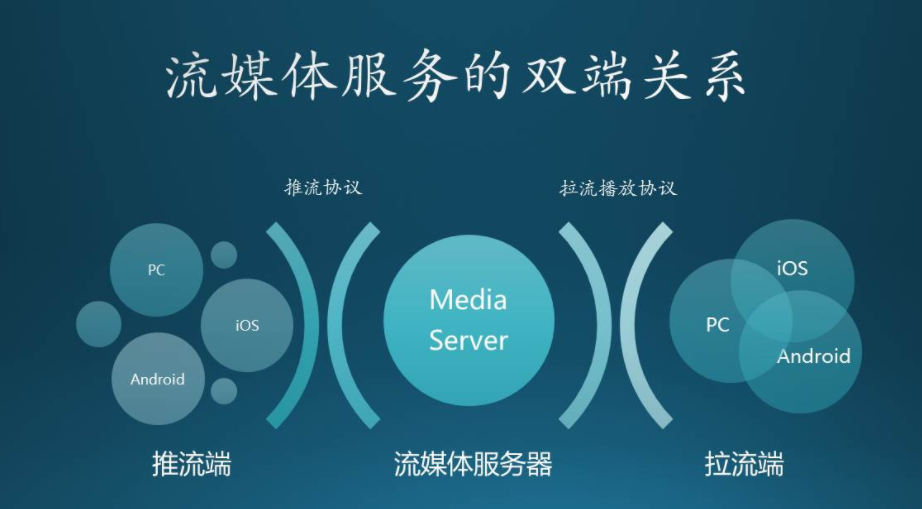 流媒体服务的双端关系
推流协议
拉流播放协议
PC
iOS
Android
Media
Server
iOS
PC
Android
推流端
流媒体服务器
拉流端